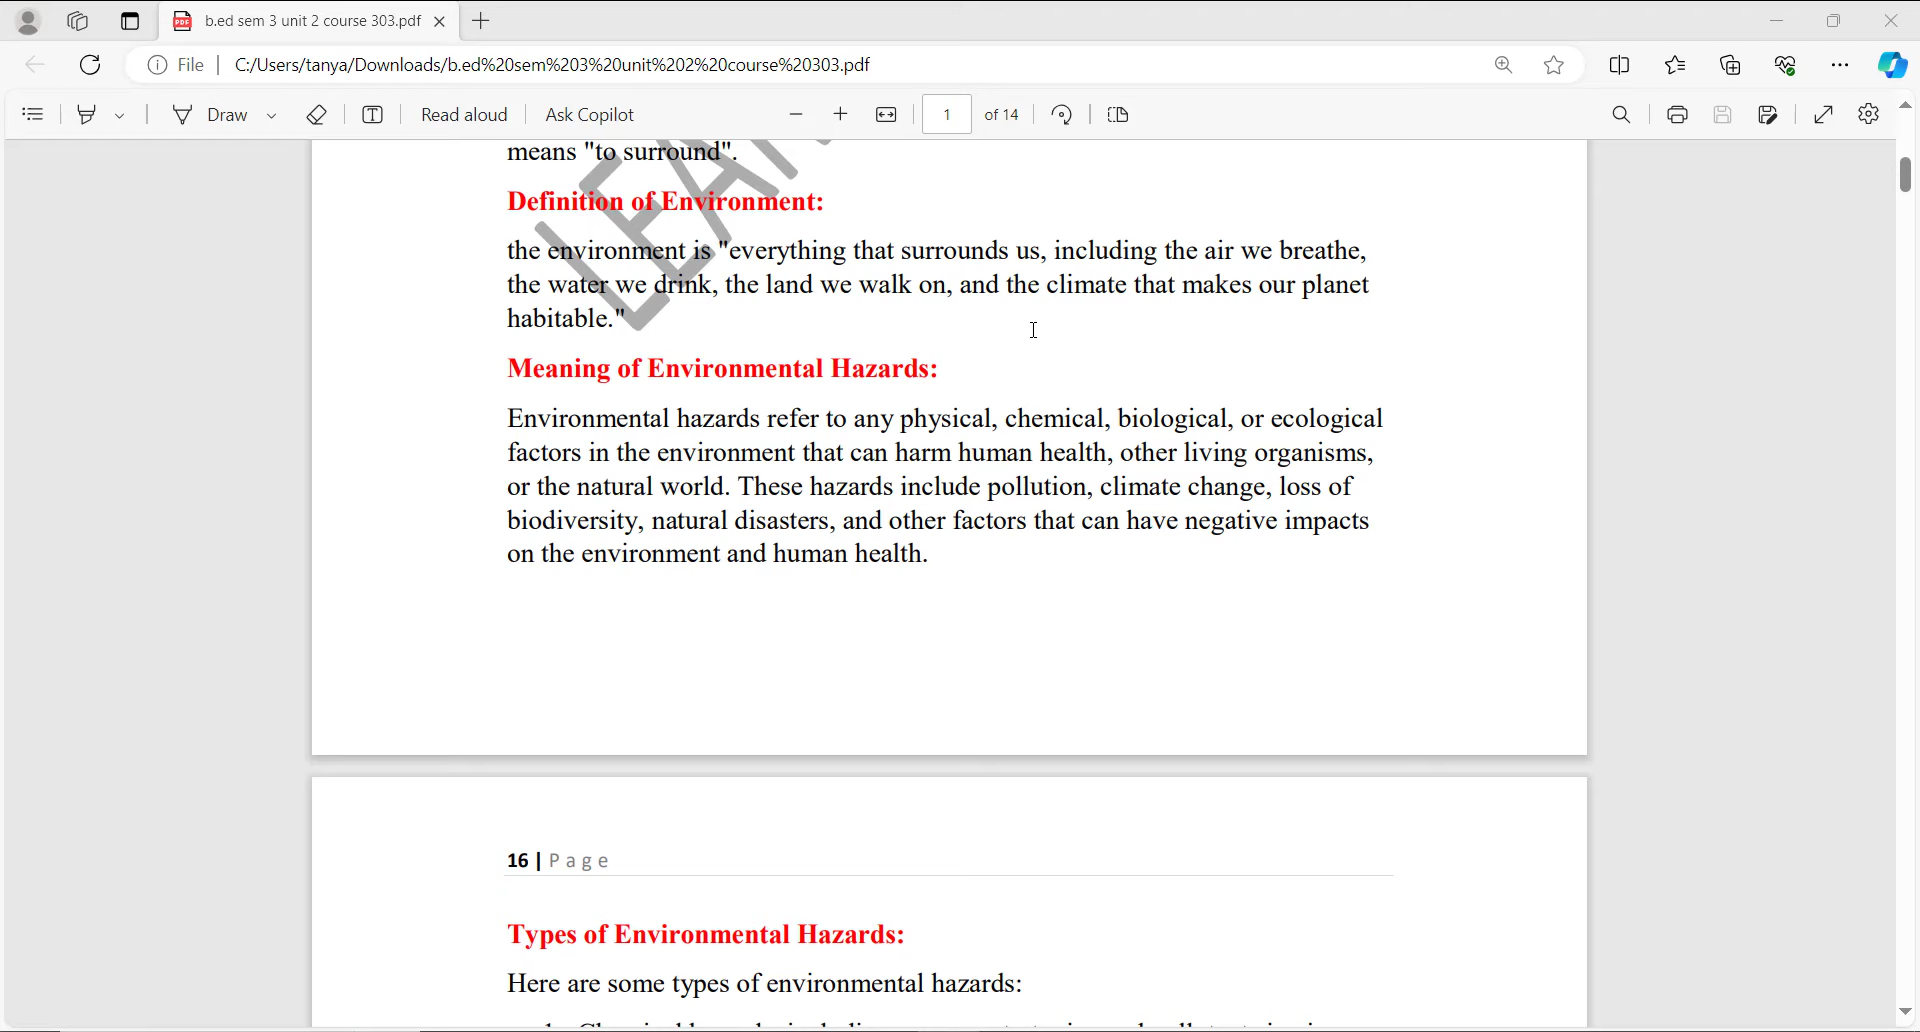 b.ed sem 3 unit 2 course 303.pdf
File
C:/Users/tanya/Downloads/b.ed%20sem%203%20unit%202%20course%20303.pdf
Draw
Read aloud
Ask Copilot
1 of 14
means "to surround".
Definition of Environment:
the environment is "everything that surrounds us, including the air we breathe,
the water we drink, the land we walk on, and the climate that makes our planet
habitable."
Meaning of Environmental Hazards:
Environmental hazards refer to any physical, chemical, biological, or ecological
factors in the environment that can harm human health, other living organisms,
or the natural world. These hazards include pollution, climate change, loss of
biodiversity, natural disasters, and other factors that can have negative impacts
on the environment and human health.
16 | Page
Types of Environmental Hazards:
Here are some types of environmental hazards: